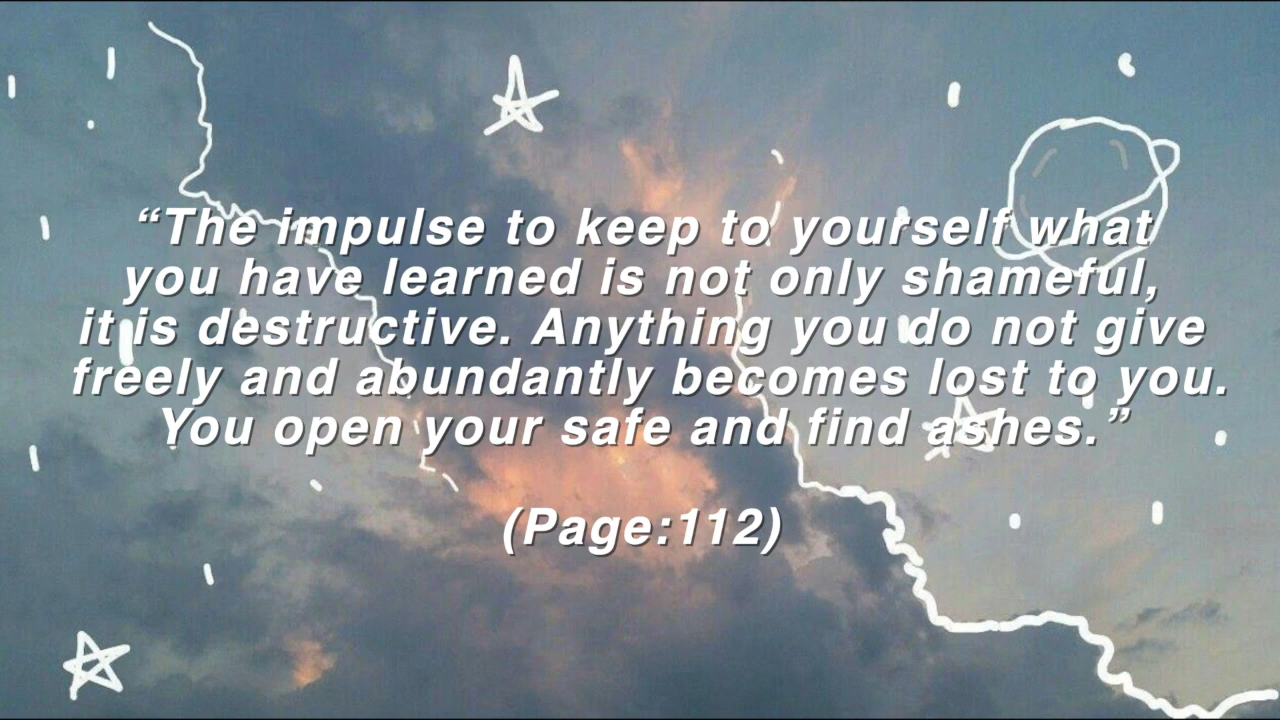 “The impulse to keep to yourself what
you have learned is not only shameful,
it is destructive. Anything you do not give
freely and abundantly becomes lost to you.
You open your safe and find ashes.”
(Page:112)